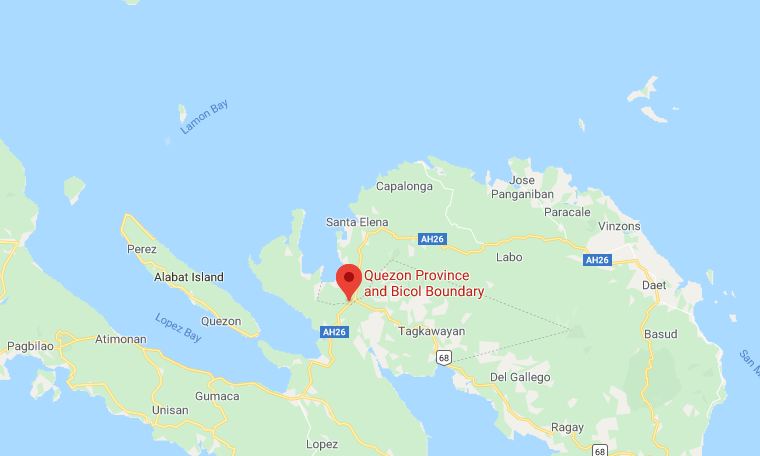 Lamon Bay
Capalonga
Jose
Panganiban
Paracale
Santa Elena
Vinzons
AH26
Perez
Labo
AH26
Alabat Island
Quezon Province
and Bicol Boundary
Daet
Quezon
Lopez Bay
AH26
Tagkawayan
Basud
Pagbilao
Atimonan
68
San M
Del Gallego
Gumaca
Unisan
Ragay
Lopez
68